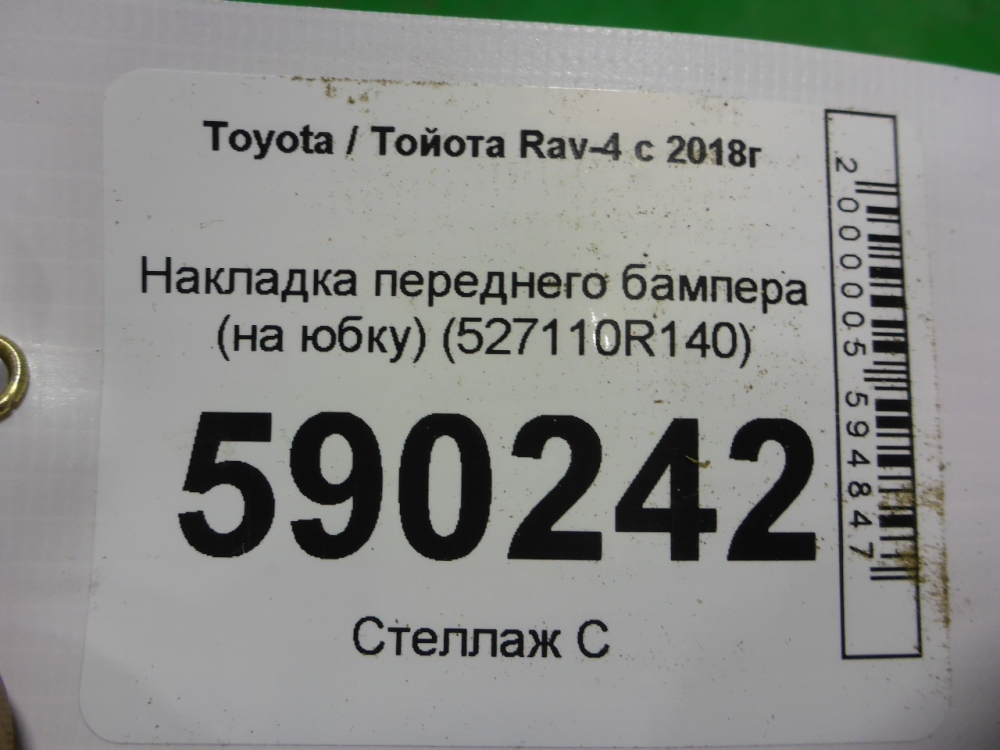 Toyota / Тойота Rav-4 с 2018г
Накладка переднего бампера
(на юбку) (527110R140)
590242
Стеллаж С
2000005594847